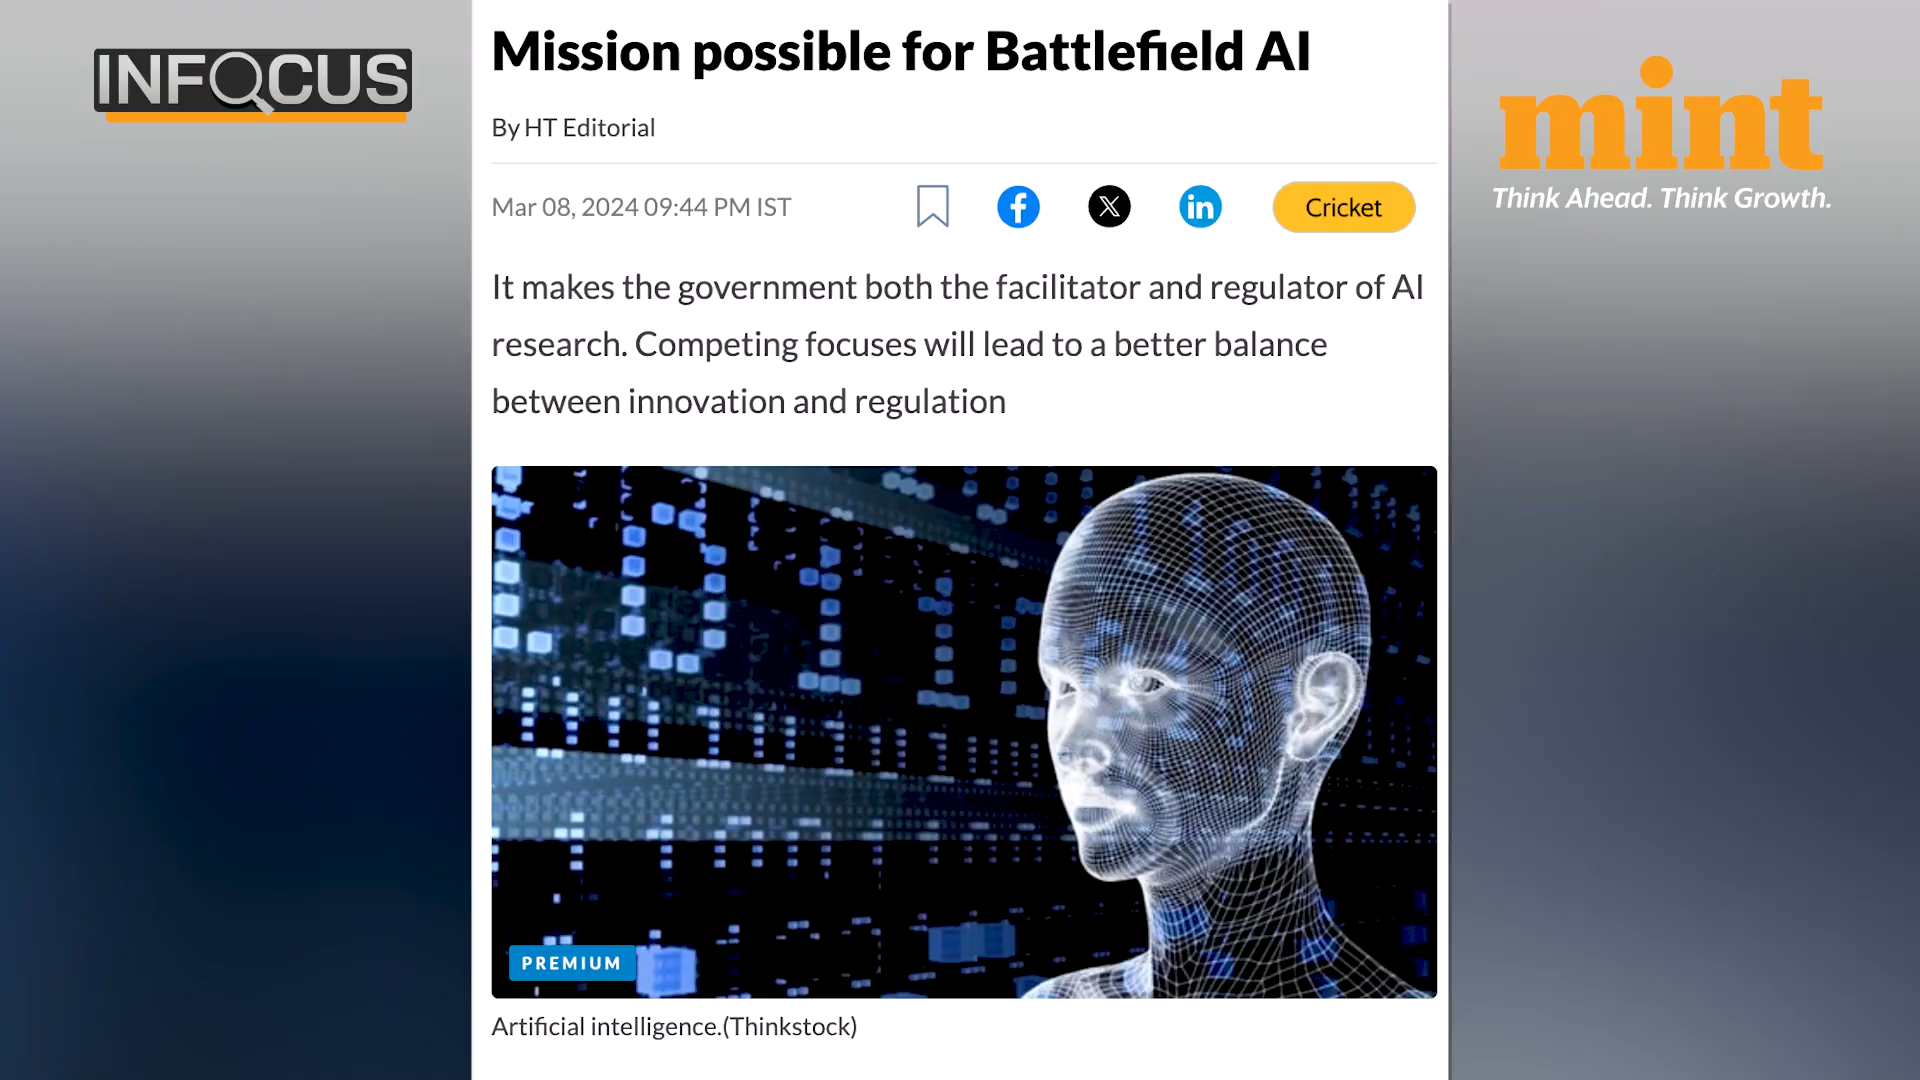 INFOCUS
Mission possible for Battlefield AI
By HT Editorial
Mar 08, 2024 09:44 PM IST
Cricket
It makes the government both the facilitator and regulator of AI
research. Competing focuses will lead to a better balance
between innovation and regulation
PREMIUM
Artificial intelligence.(Thinkstock)
mint
Think Ahead. Think Growth.